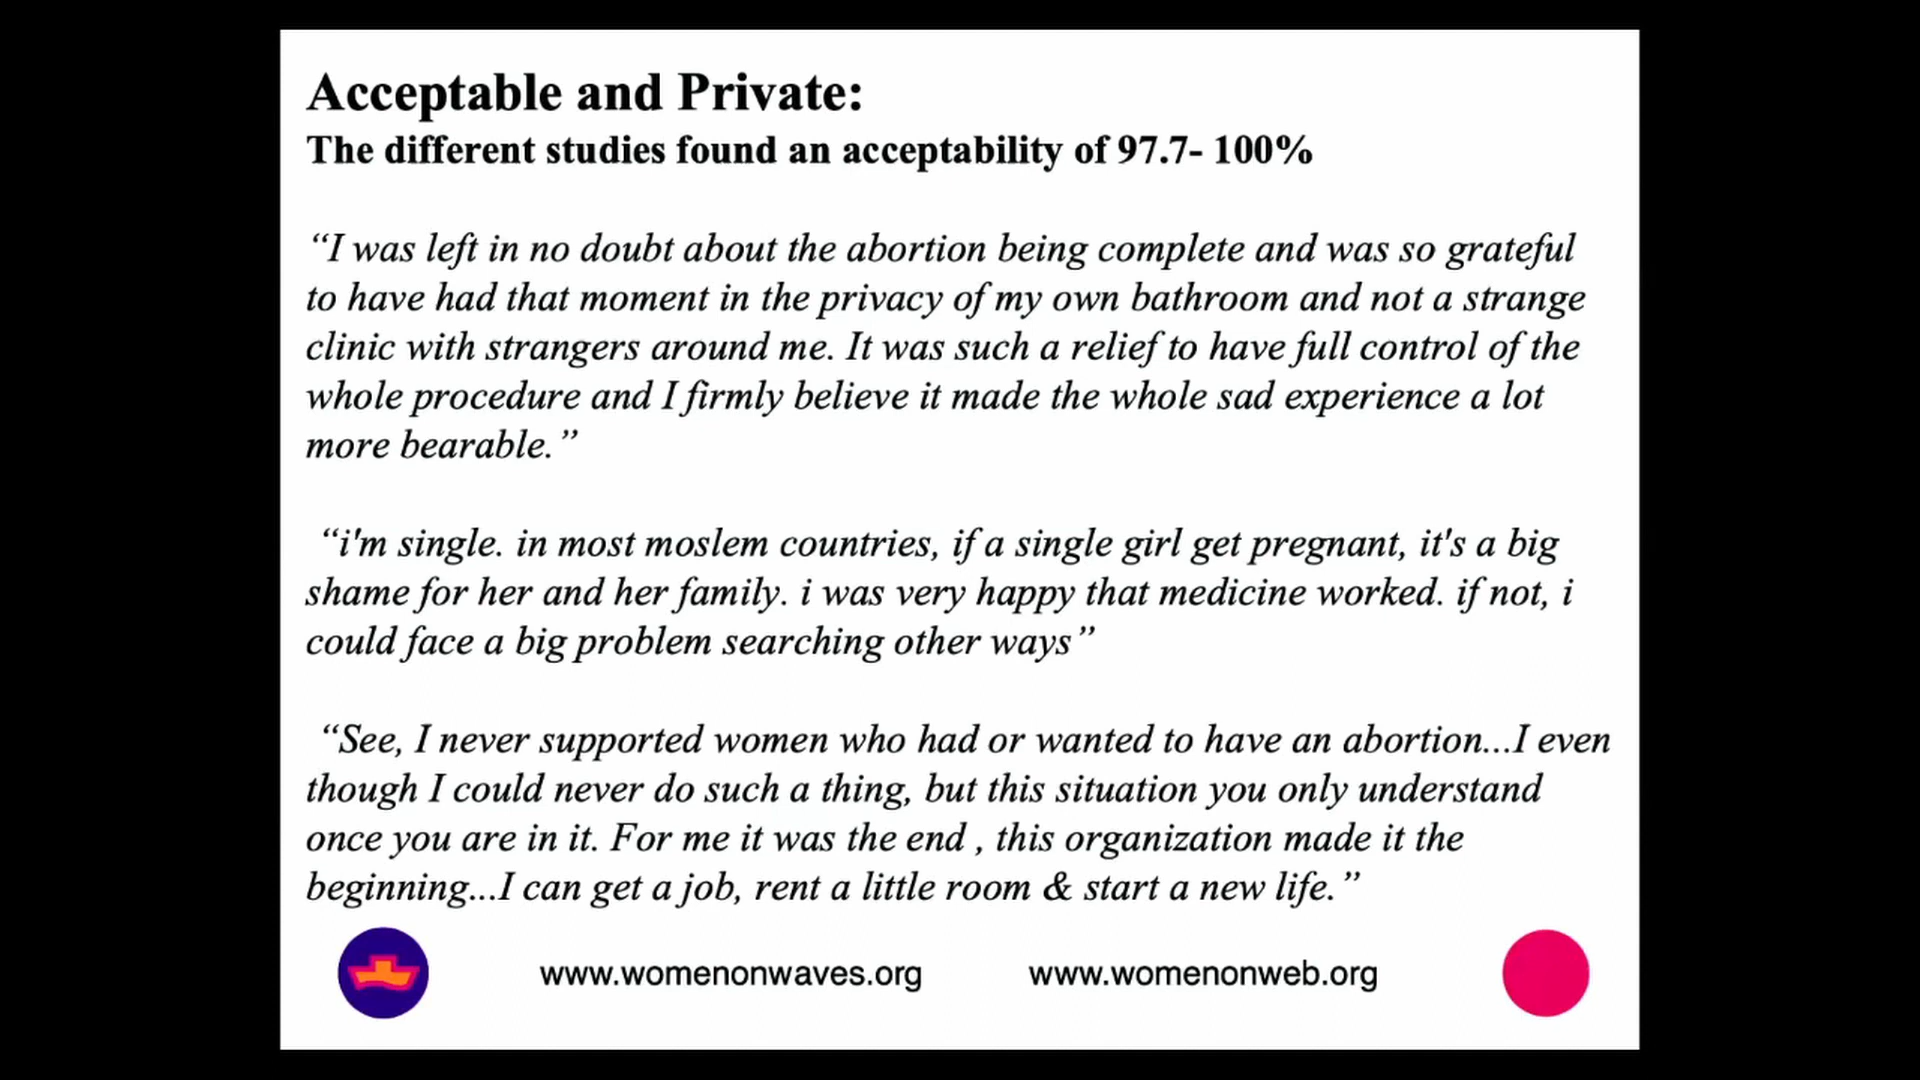 Acceptable and Private:
The different studies found an acceptability of 97.7- 100%
“I was left in no doubt about the abortion being complete and was so grateful
to have had that moment in the privacy of my own bathroom and not a strange
clinic with strangers around me. It was such a relief to have full control of the
whole procedure and I firmly believe it made the whole sad experience a lot
more bearable.”
“i'm single. in most moslem countries, if a single girl get pregnant, it's a big
shame for her and her family. i was very happy that medicine worked. if not, i
could face a big problem searching other ways”
“See, I never supported women who had or wanted to have an abortion...I even
though I could never do such a thing, but this situation you only understand
once you are in it. For me it was the end , this organization made it the
beginning...I can get a job, rent a little room & start a new life.”
www.womenonwaves.org www.womenonweb.org